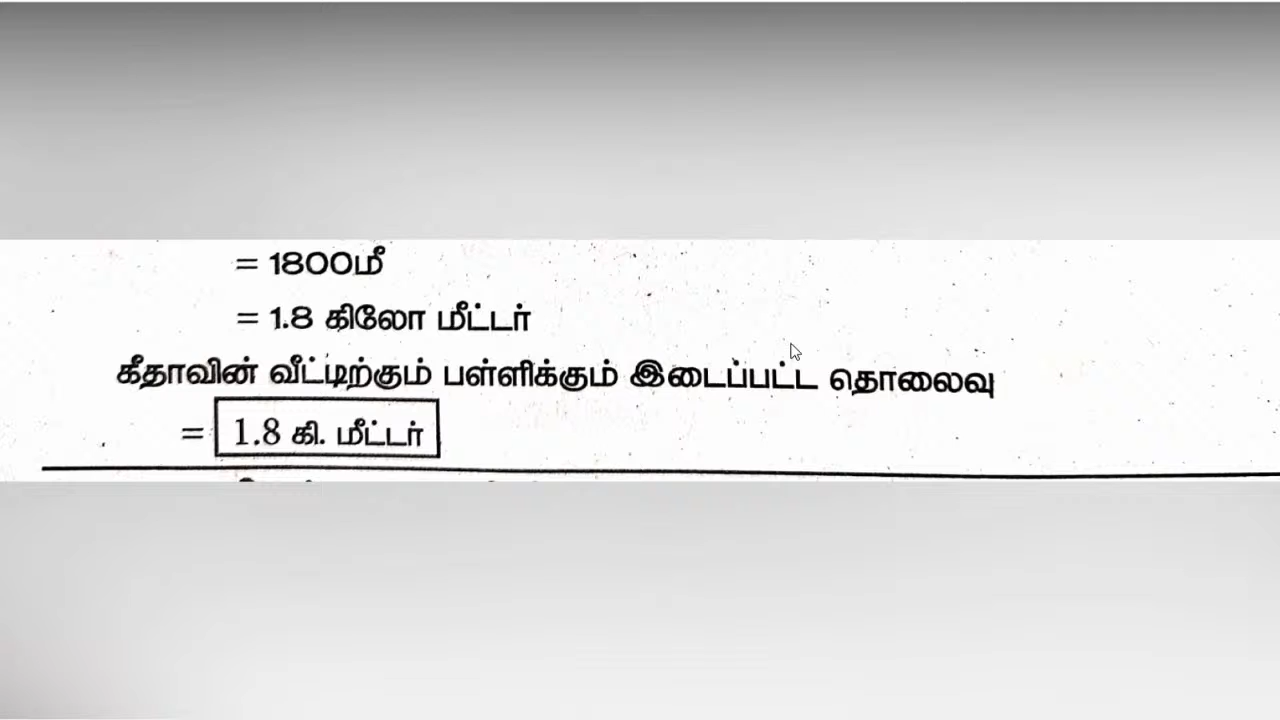 = 1800மீ
= 1.8 கிலோ மீட்டர்
கீதாவின் வீட்டிற்கும் பள்ளிக்கும் இடைப்பட்ட தொலைவு
= 1.8 கி. மீட்டர்